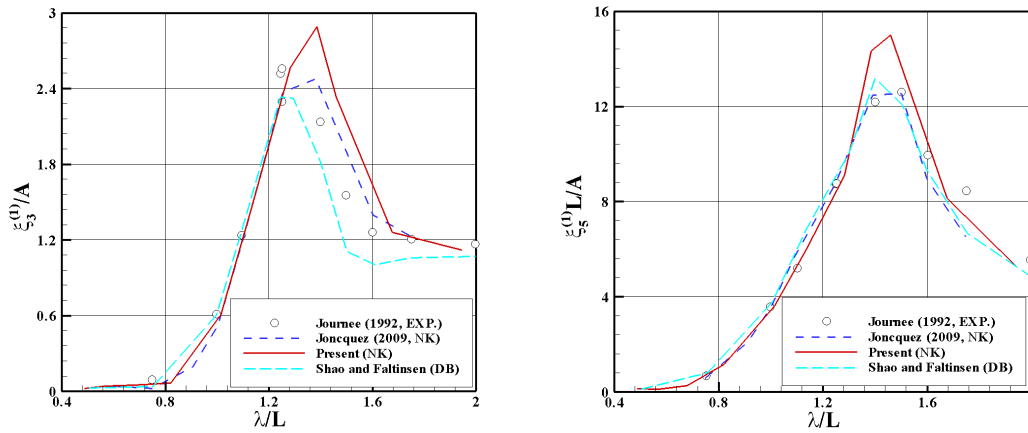 3
2.4
1.8
1.2
0.6
0
ξ₃⁽¹⁾/A
0.4 0.8 1.2 1.6 2
λ/L
Journee (1992, EXP.)
Joncquez (2009, NK)
Present (NK)
Shao and Faltinsen (DB)
16
12
8
4
0
ξ₅⁽¹⁾L/A
0.4 0.8 1.2 1.6
λ/L
Journee (1992, EXP.)
Joncquez (2009, NK)
Present (NK)
Shao and Faltinsen (DB)